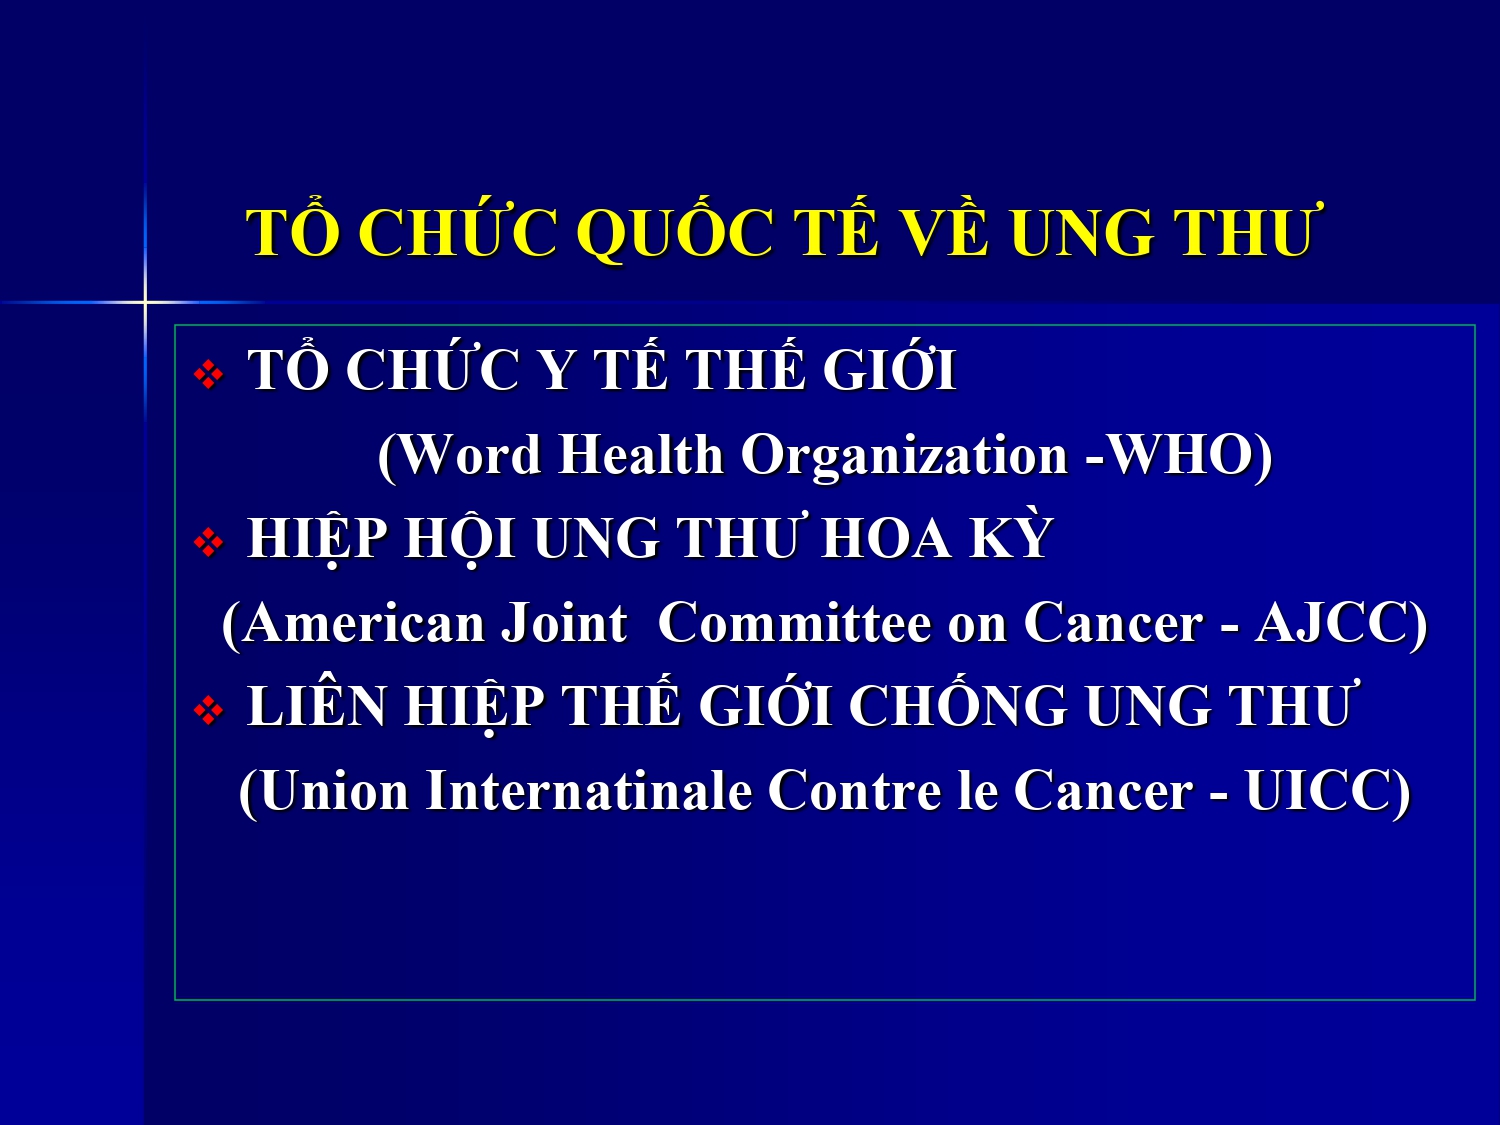 TỔ CHỨC QUỐC TẾ VỀ UNG THƯ
❖ TỔ CHỨC Y TẾ THẾ GIỚI
(Word Health Organization -WHO)
❖ HIỆP HỘI UNG THƯ HOA KỲ
(American Joint  Committee on Cancer - AJCC)
❖ LIÊN HIỆP THẾ GIỚI CHỐNG UNG THƯ
(Union Internatinale Contre le Cancer - UICC)